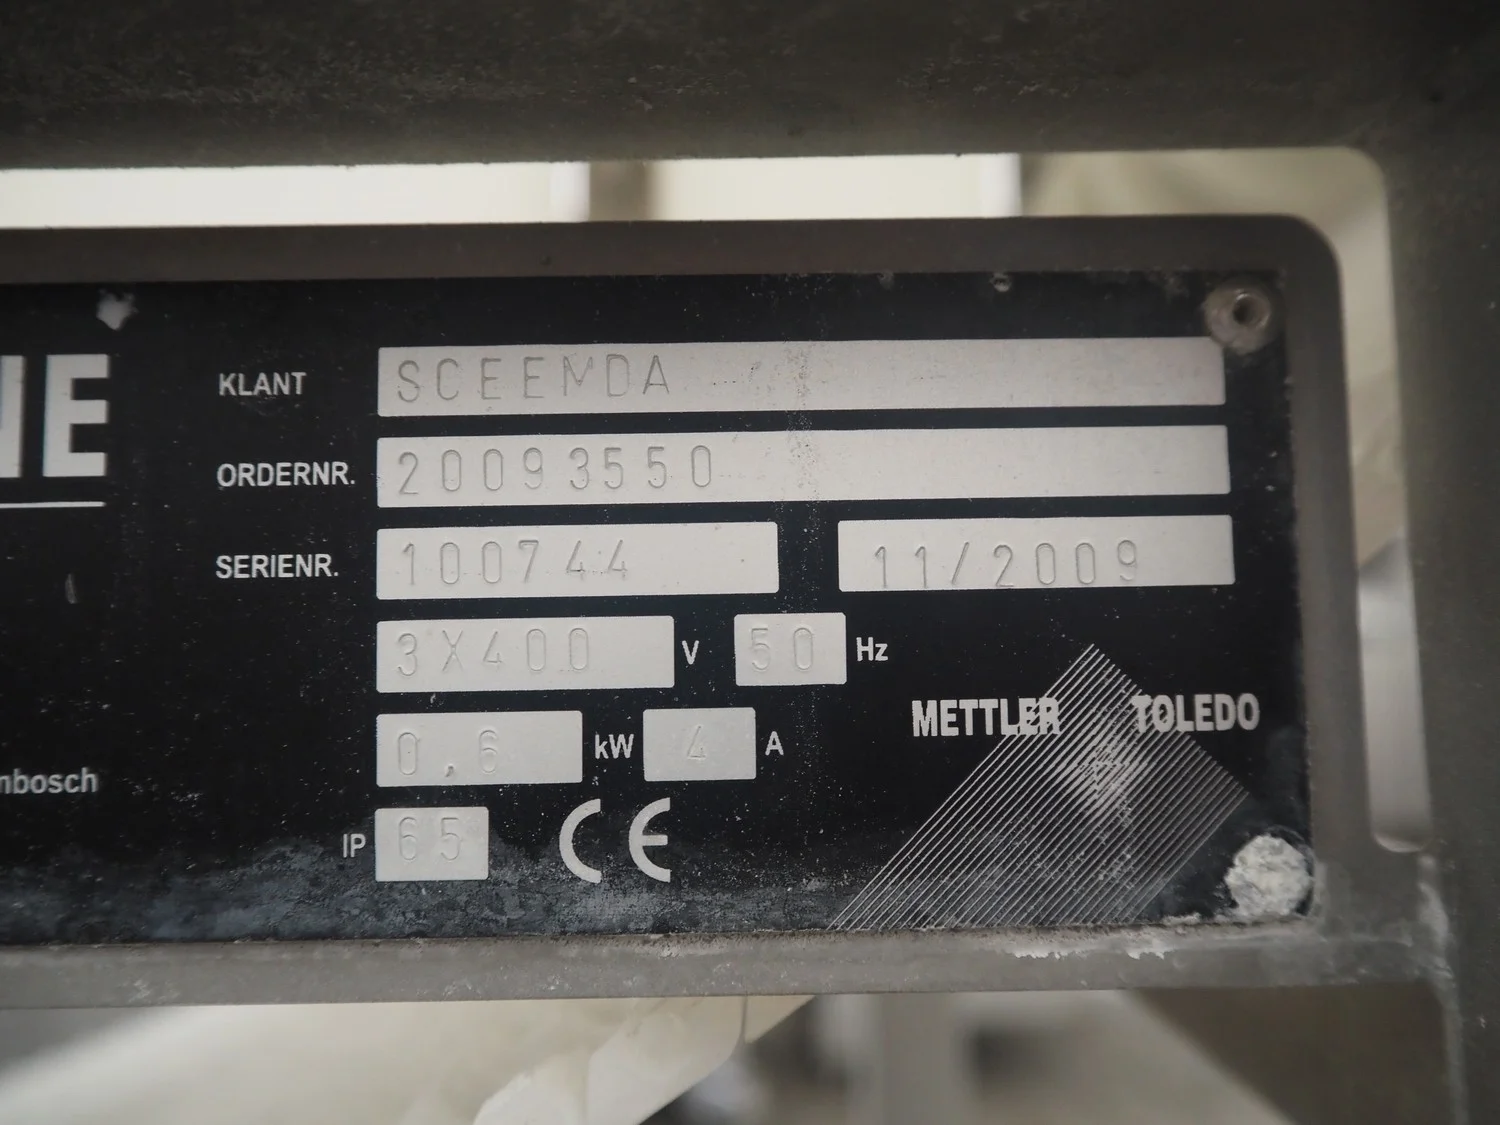 NE
KLANT SCEEMDA
ORDERNR. 20093550
SERIENR. 100744 11/2009
3X400 V 50 Hz
METTLER TOLEDO
0,6 kW 4 A
nbosch
IP 65 CE